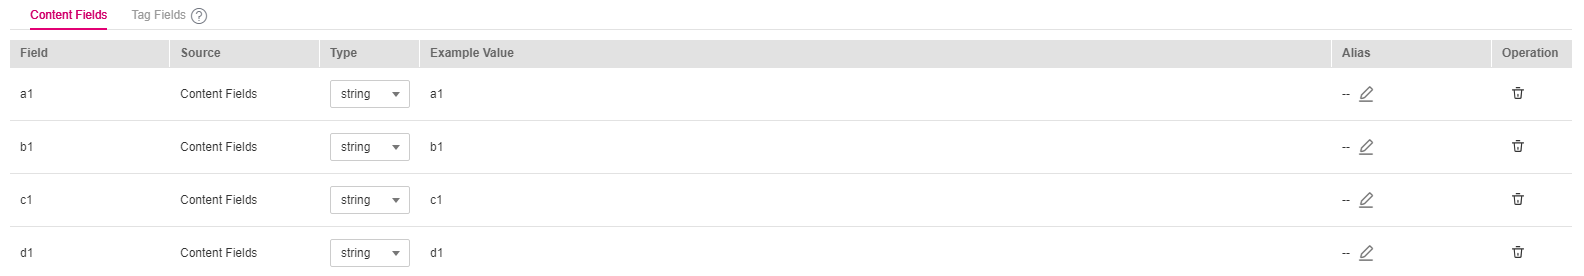 Content Fields Tag Fields ?
Field Source Type Example Value Alias Operation
a1 Content Fields string a1 --
b1 Content Fields string b1 --
c1 Content Fields string c1 --
d1 Content Fields string d1 --